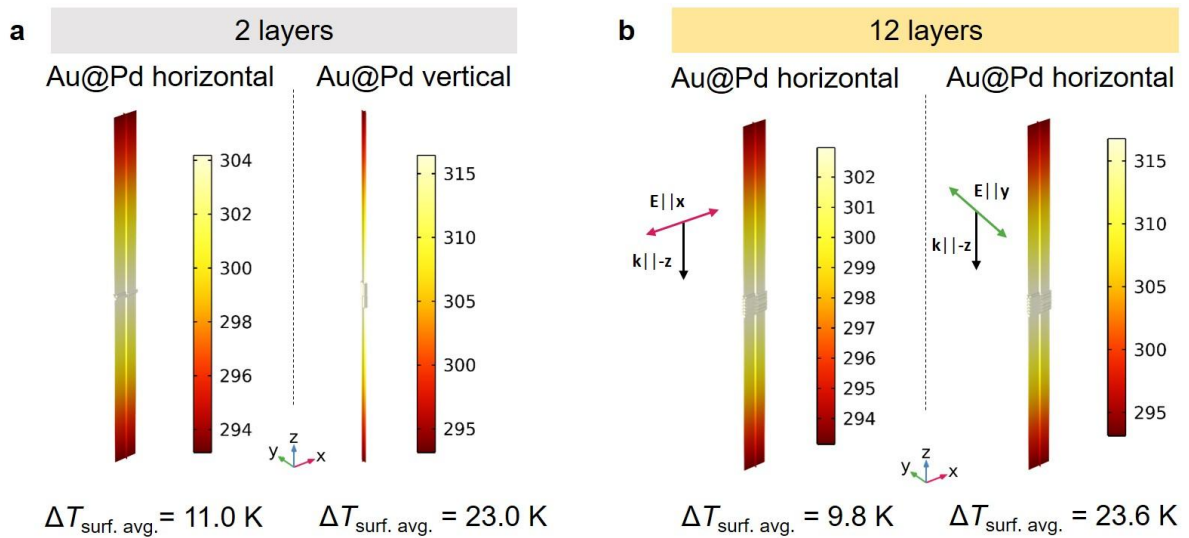 a
2 layers
Au@Pd horizontal
Au@Pd vertical
304
302
300
298
296
294
315
310
305
300
295
z
y
x
ΔTsurf. avg. = 11.0 K
ΔTsurf. avg. = 23.0 K
b
12 layers
Au@Pd horizontal
Au@Pd horizontal
E||x
k||-z
302
301
300
299
298
297
296
295
294
E||y
k||-z
315
310
305
300
295
z
y
x
ΔTsurf. avg. = 9.8 K
ΔTsurf. avg. = 23.6 K